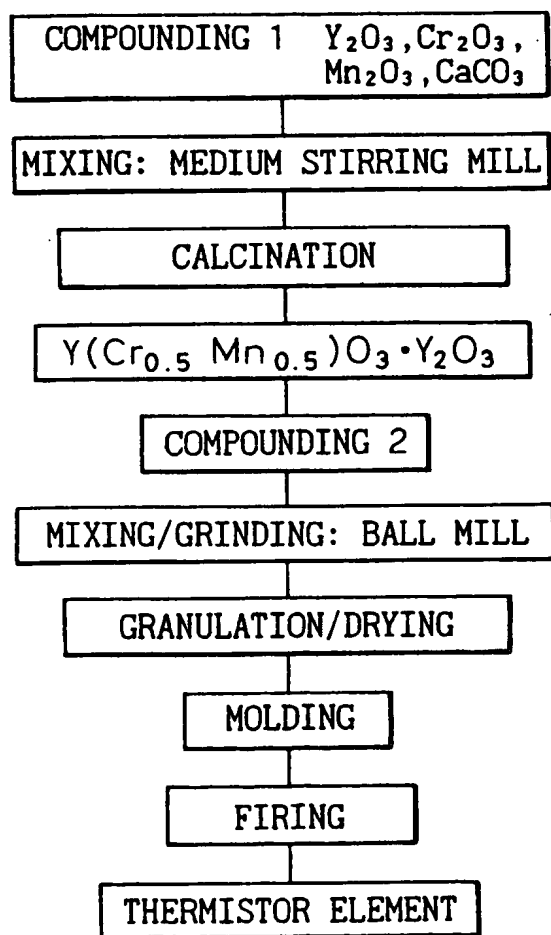 COMPOUNDING 1 Y₂O₃,Cr₂O₃,
Mn₂O₃,CaCO₃
MIXING: MEDIUM STIRRING MILL
CALCINATION
Y(Cr₀.₅ Mn₀.₅)O₃·Y₂O₃
COMPOUNDING 2
MIXING/GRINDING: BALL MILL
GRANULATION/DRYING
MOLDING
FIRING
THERMISTOR ELEMENT